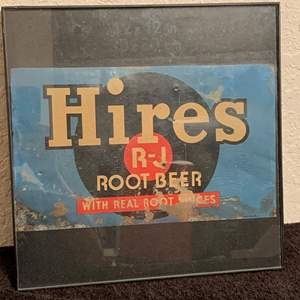 Hires
R-J
ROOT BEER
WITH REAL ROOT JUICES